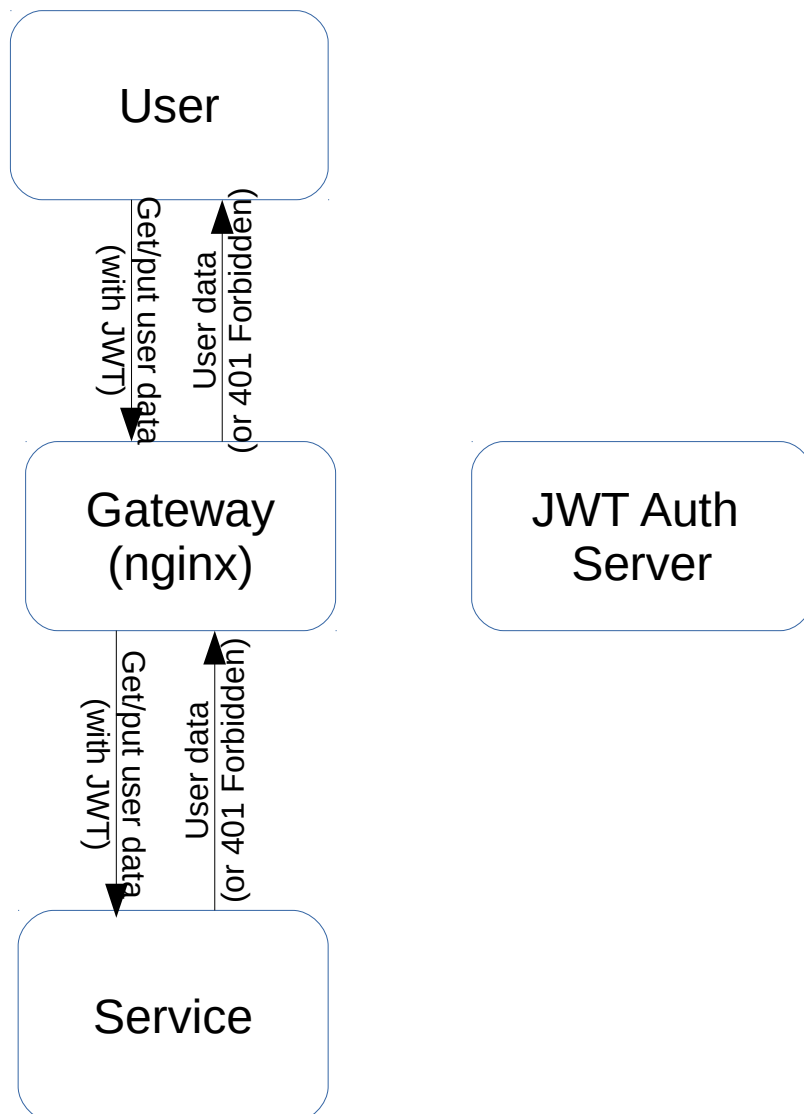 User
Get/put user data
(with JWT)
User data
(or 401 Forbidden)
Gateway
(nginx)
JWT Auth
Server
Get/put user data
(with JWT)
User data
(or 401 Forbidden)
Service